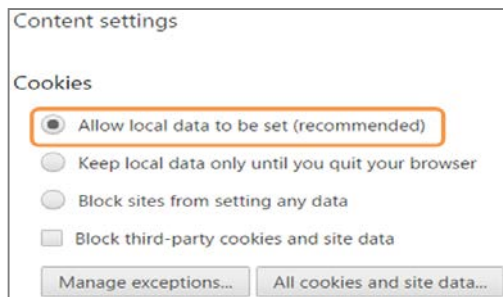 Content settings
Cookies
Allow local data to be set (recommended)
Keep local data only until you quit your browser
Block sites from setting any data
Block third-party cookies and site data
Manage exceptions... All cookies and site data...